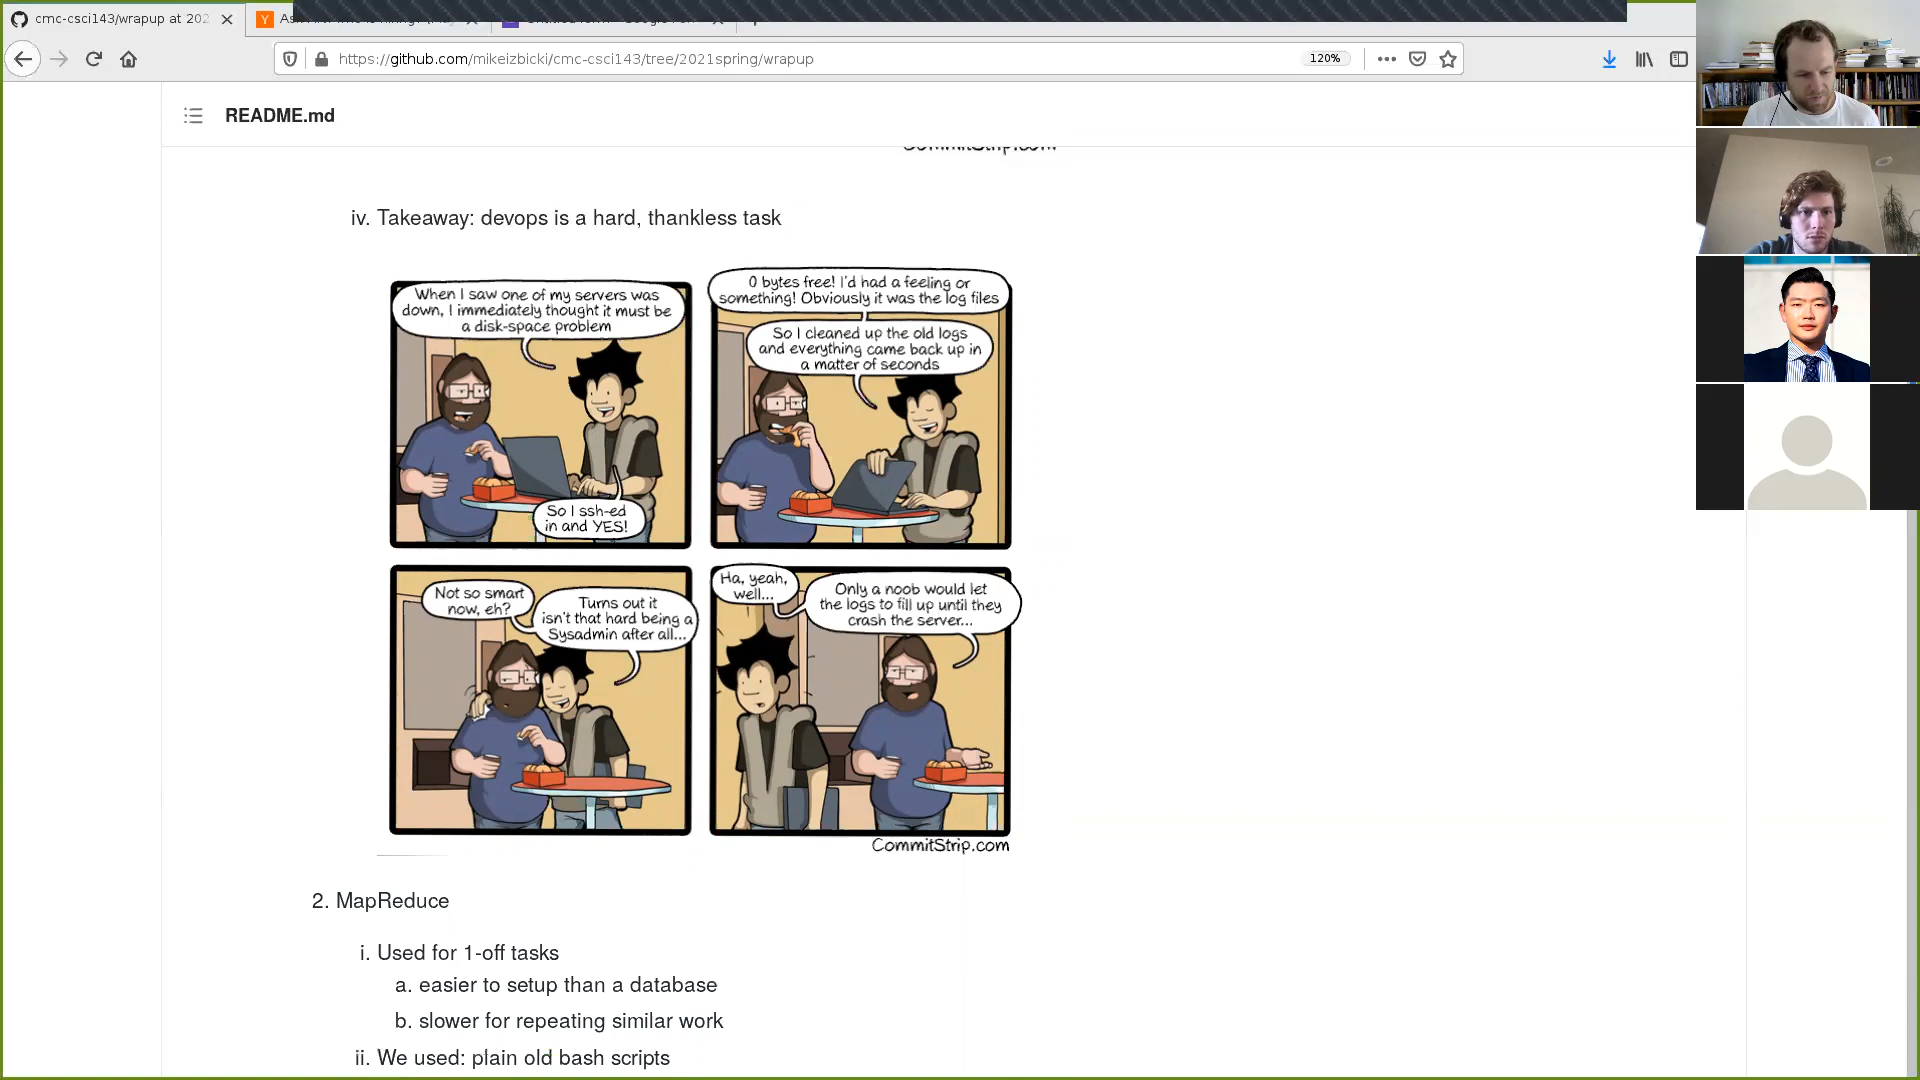 cmc-csci143/wrapup at 202
https://github.com/mikeizbicki/cmc-csci143/tree/2021spring/wrapup
120%
README.md
CommitStrip.com
iv. Takeaway: devops is a hard, thankless task
When I saw one of my servers was
down, I immediately thought it must be
a disk-space problem
So I ssh-ed
in and YES!
0 bytes free! I'd had a feeling or
something! Obviously it was the log files
So I cleaned up the old logs
and everything came back up in
a matter of seconds
Not so smart
now, eh?
Turns out it
isn't that hard being a
Sysadmin after all...
Ha, yeah,
well...
Only a noob would let
the logs to fill up until they
crash the server...
CommitStrip.com
2. MapReduce
i. Used for 1-off tasks
a. easier to setup than a database
b. slower for repeating similar work
ii. We used: plain old bash scripts